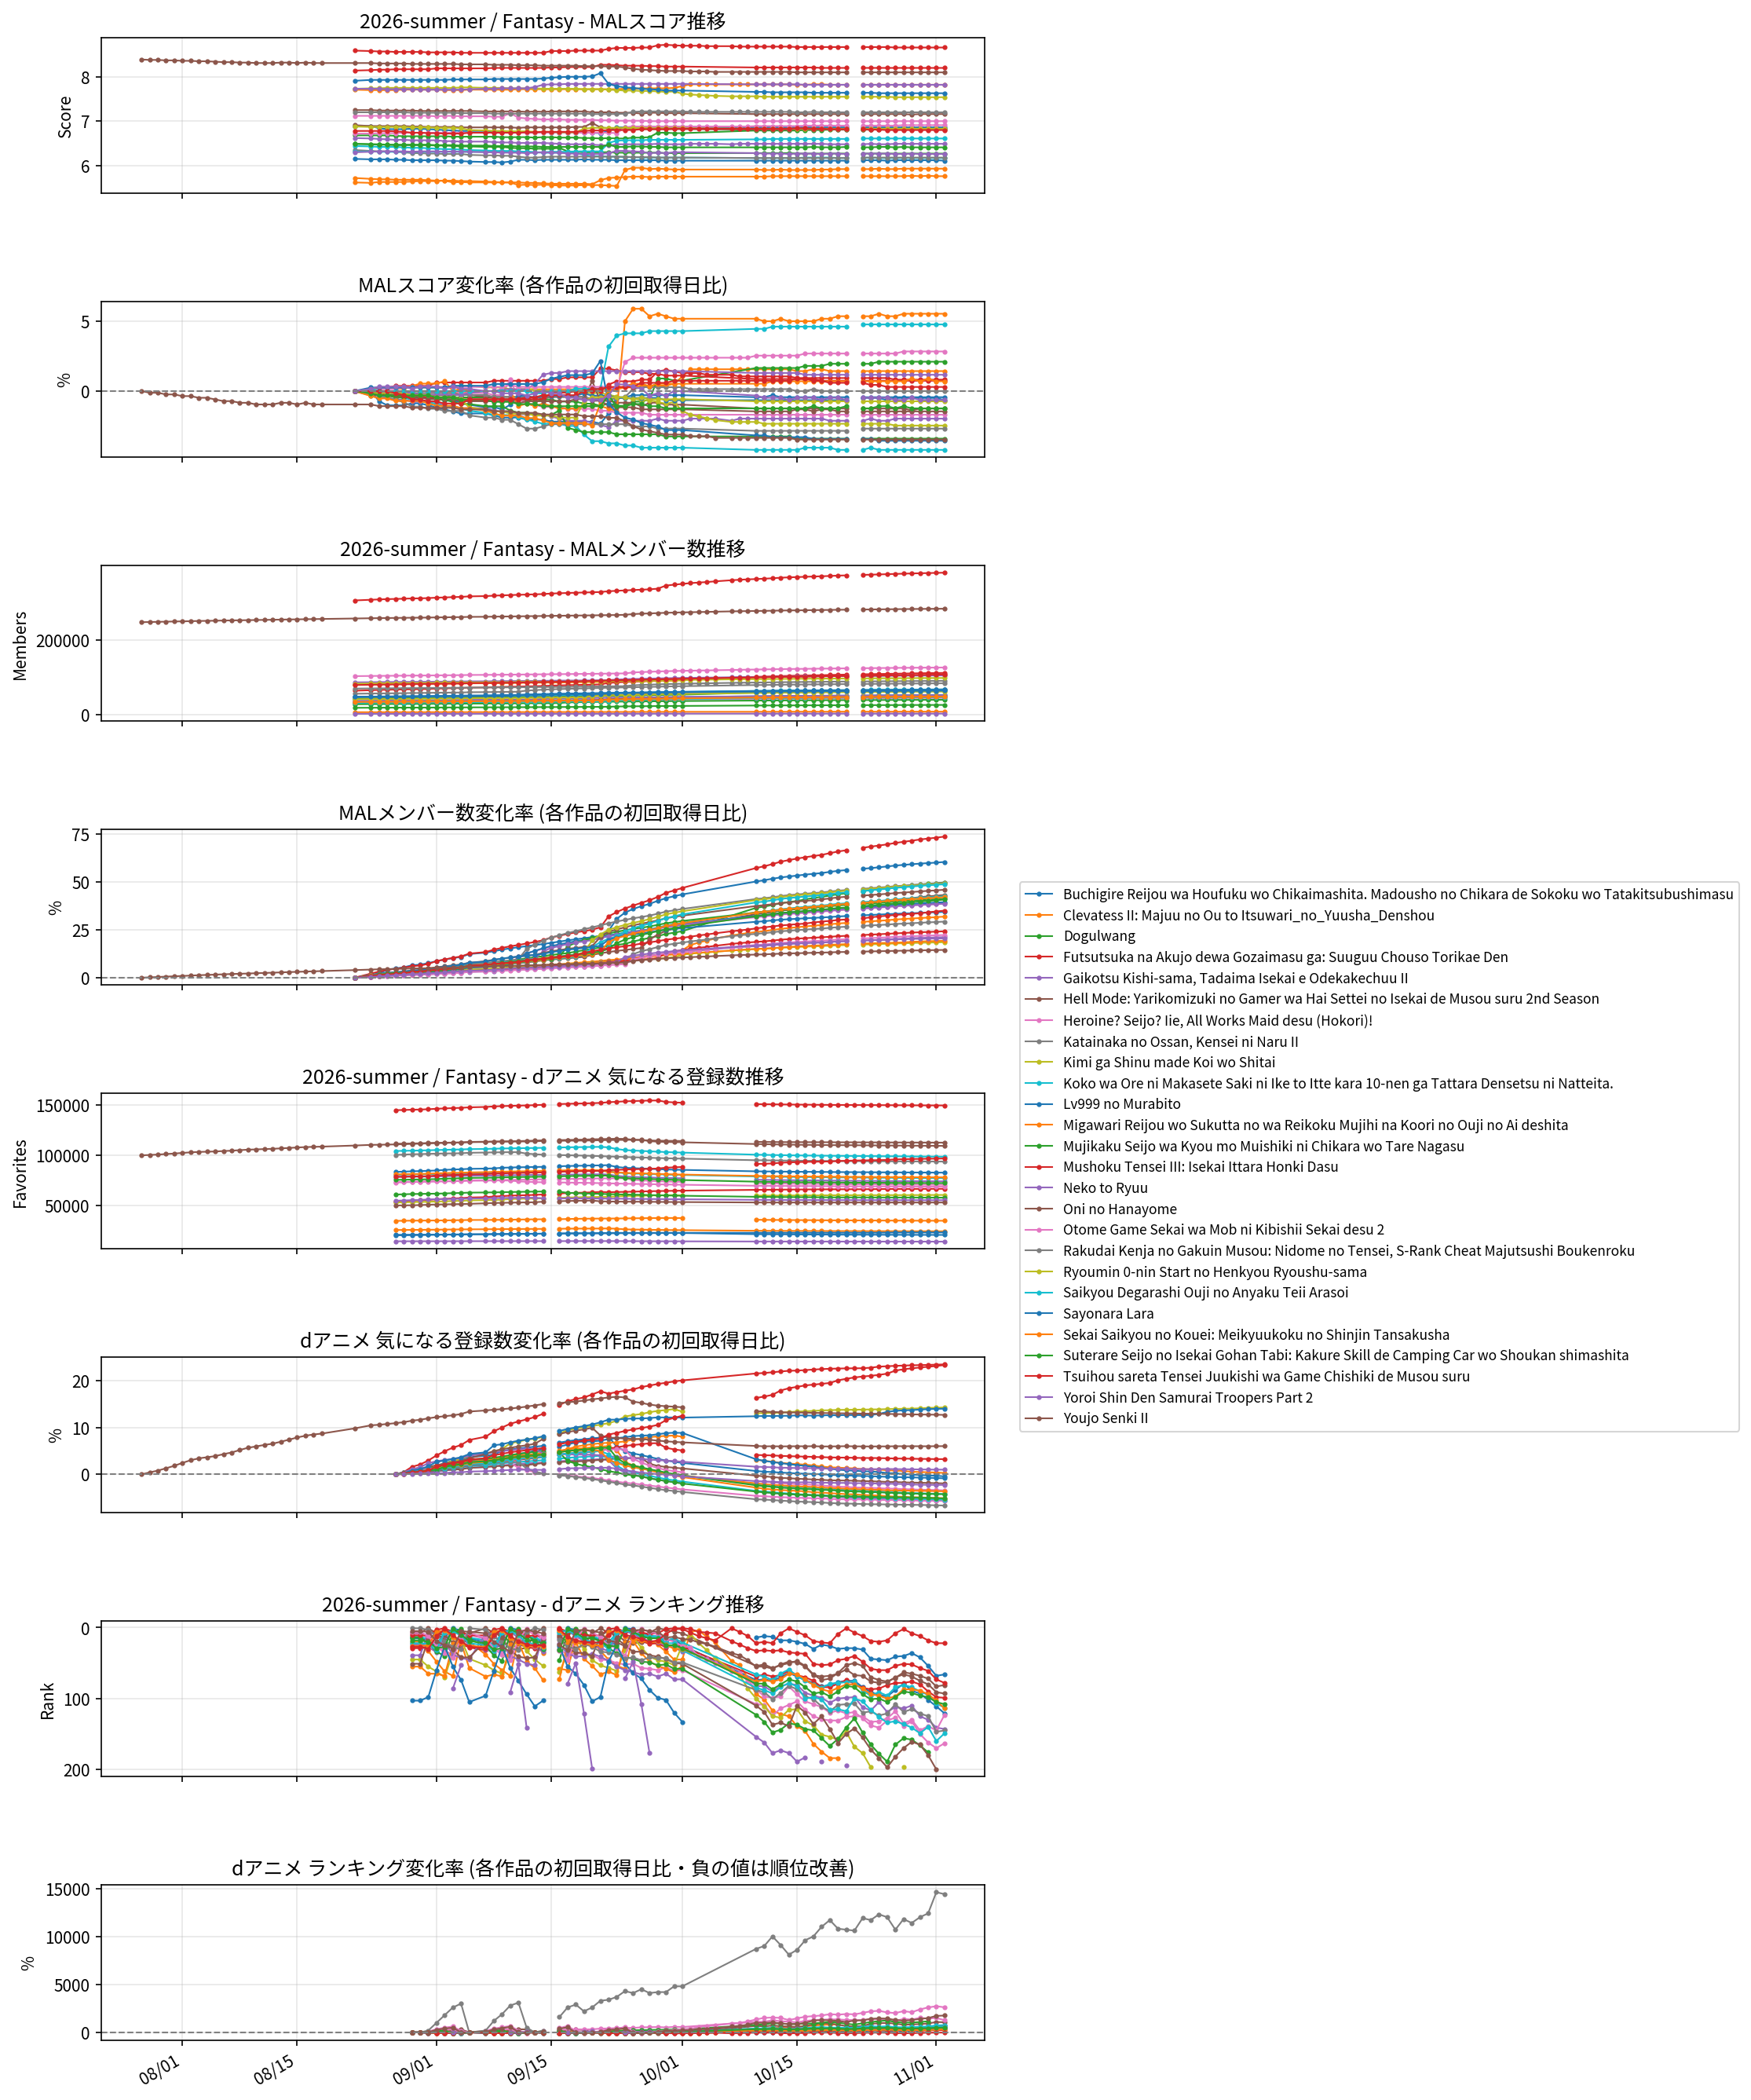 2026-summer / Fantasy - MALスコア推移
Score
8
7
6
MALスコア変化率 (各作品の初回取得日比)
%
5
0
2026-summer / Fantasy - MALメンバー数推移
Members
200000
0
MALメンバー数変化率 (各作品の初回取得日比)
%
75
50
25
0
2026-summer / Fantasy - dアニメ 気になる登録数推移
Favorites
150000
100000
50000
dアニメ 気になる登録数変化率 (各作品の初回取得日比)
%
20
10
0
2026-summer / Fantasy - dアニメ ランキング推移
Rank
0
100
200
dアニメ ランキング変化率 (各作品の初回取得日比・負の値は順位改善)
%
15000
10000
5000
0
08/01
08/15
09/01
09/15
10/01
10/15
11/01
Buchigire Reijou wa Houfuku wo Chikaimashita. Madousho no Chikara de Sokoku wo Tatakitsubushimasu
Clevatess II: Majuu no Ou to Itsuwari_no_Yuusha_Denshou
Dogulwang
Futsutsuka na Akujo dewa Gozaimasu ga: Suuguu Chouso Torikae Den
Gaikotsu Kishi-sama, Tadaima Isekai e Odekakechuu II
Hell Mode: Yarikomizuki no Gamer wa Hai Settei no Isekai de Musou suru 2nd Season
Heroine? Seijo? Iie, All Works Maid desu (Hokori)!
Katainaka no Ossan, Kensei ni Naru II
Kimi ga Shinu made Koi wo Shitai
Koko wa Ore ni Makasete Saki ni Ike to Itte kara 10-nen ga Tattara Densetsu ni Natteita.
Lv999 no Murabito
Migawari Reijou wo Sukutta no wa Reikoku Mujihi na Koori no Ouji no Ai deshita
Mujikaku Seijo wa Kyou mo Muishiki ni Chikara wo Tare Nagasu
Mushoku Tensei III: Isekai Ittara Honki Dasu
Neko to Ryuu
Oni no Hanayome
Otome Game Sekai wa Mob ni Kibishii Sekai desu 2
Rakudai Kenja no Gakuin Musou: Nidome no Tensei, S-Rank Cheat Majutsushi Boukenroku
Ryoumin 0-nin Start no Henkyou Ryoushu-sama
Saikyou Degarashi Ouji no Anyaku Teii Arasoi
Sayonara Lara
Sekai Saikyou no Kouei: Meikyuukoku no Shinjin Tansakusha
Suterare Seijo no Isekai Gohan Tabi: Kakure Skill de Camping Car wo Shoukan shimashita
Tsuihou sareta Tensei Juukishi wa Game Chishiki de Musou suru
Yoroi Shin Den Samurai Troopers Part 2
Youjo Senki II